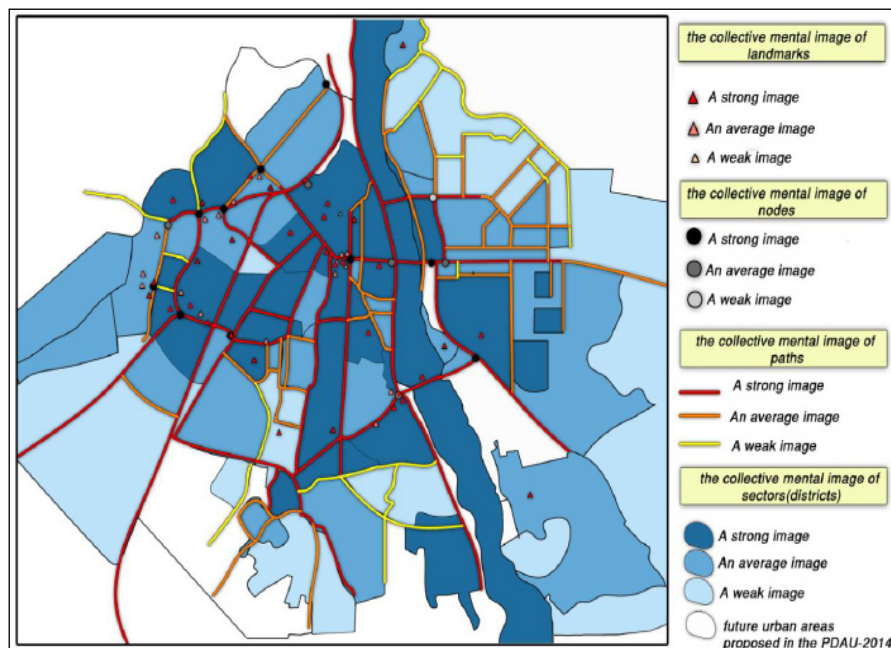 the collective mental image of
landmarks
A strong image
An average image
A weak image
the collective mental image of
nodes
A strong image
An average image
A weak image
the collective mental image of
paths
A strong image
An average image
A weak image
the collective mental image of
sectors(districts)
A strong image
An average image
A weak image
future urban areas
proposed in the PDAU-2014